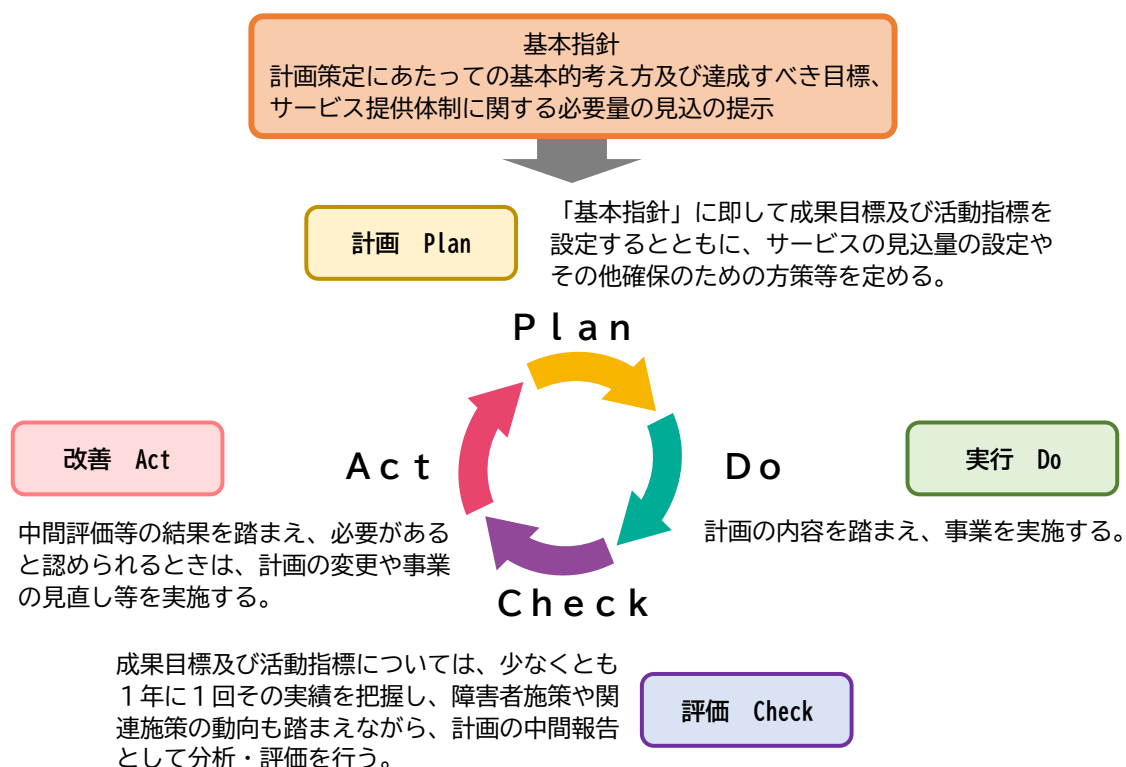 基本指針
計画策定にあたっての基本的考え方及び達成すべき目標、
サービス提供体制に関する必要量の見込の提示
計画　Plan
「基本指針」に即して成果目標及び活動指標を
設定するとともに、サービスの見込量の設定や
その他確保のための方策等を定める。
Ｐｌａｎ
改善　Act
Ａｃｔ
Ｄｏ
実行　Do
中間評価等の結果を踏まえ、必要がある
と認められるときは、計画の変更や事業
の見直し等を実施する。
計画の内容を踏まえ、事業を実施する。
Ｃｈｅｃｋ
成果目標及び活動指標については、少なくとも
１年に１回その実績を把握し、障害者施策や関
連施策の動向も踏まえながら、計画の中間報告
として分析・評価を行う。
評価　Check